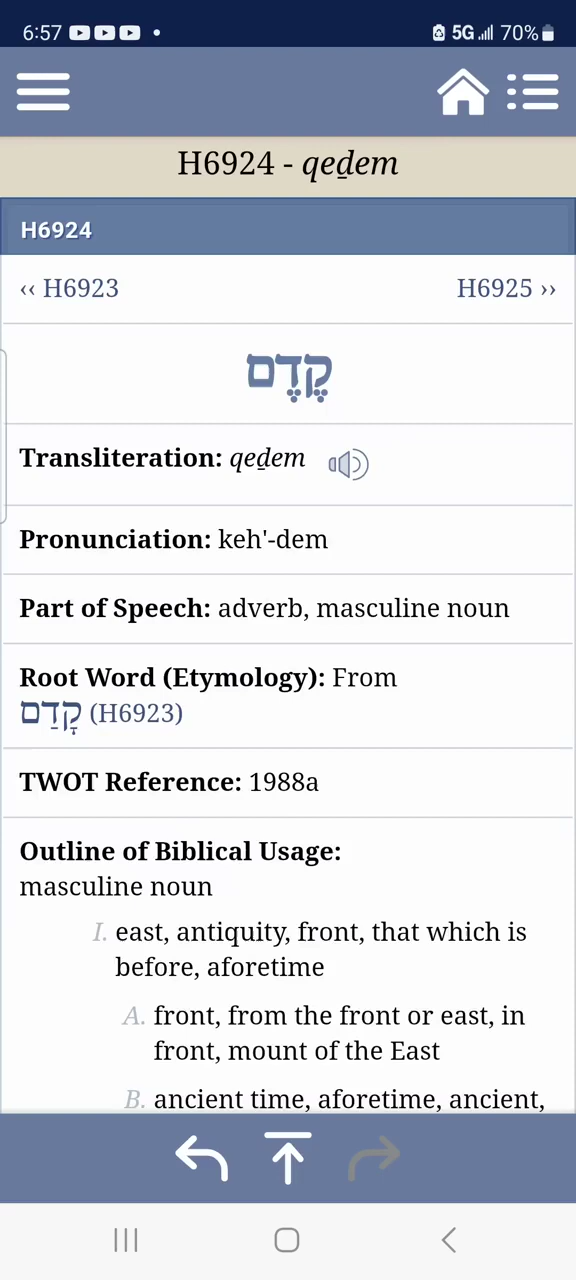 6:57 5G 70%
H6924 - qeḏem
H6924
‹‹ H6923 H6925 ››
קֶדֶם
Transliteration: qeḏem
Pronunciation: keh'-dem
Part of Speech: adverb, masculine noun
Root Word (Etymology): From
קָדַם (H6923)
TWOT Reference: 1988a
Outline of Biblical Usage:
masculine noun
I. east, antiquity, front, that which is
before, aforetime
A. front, from the front or east, in
front, mount of the East
B. ancient time, aforetime, ancient,